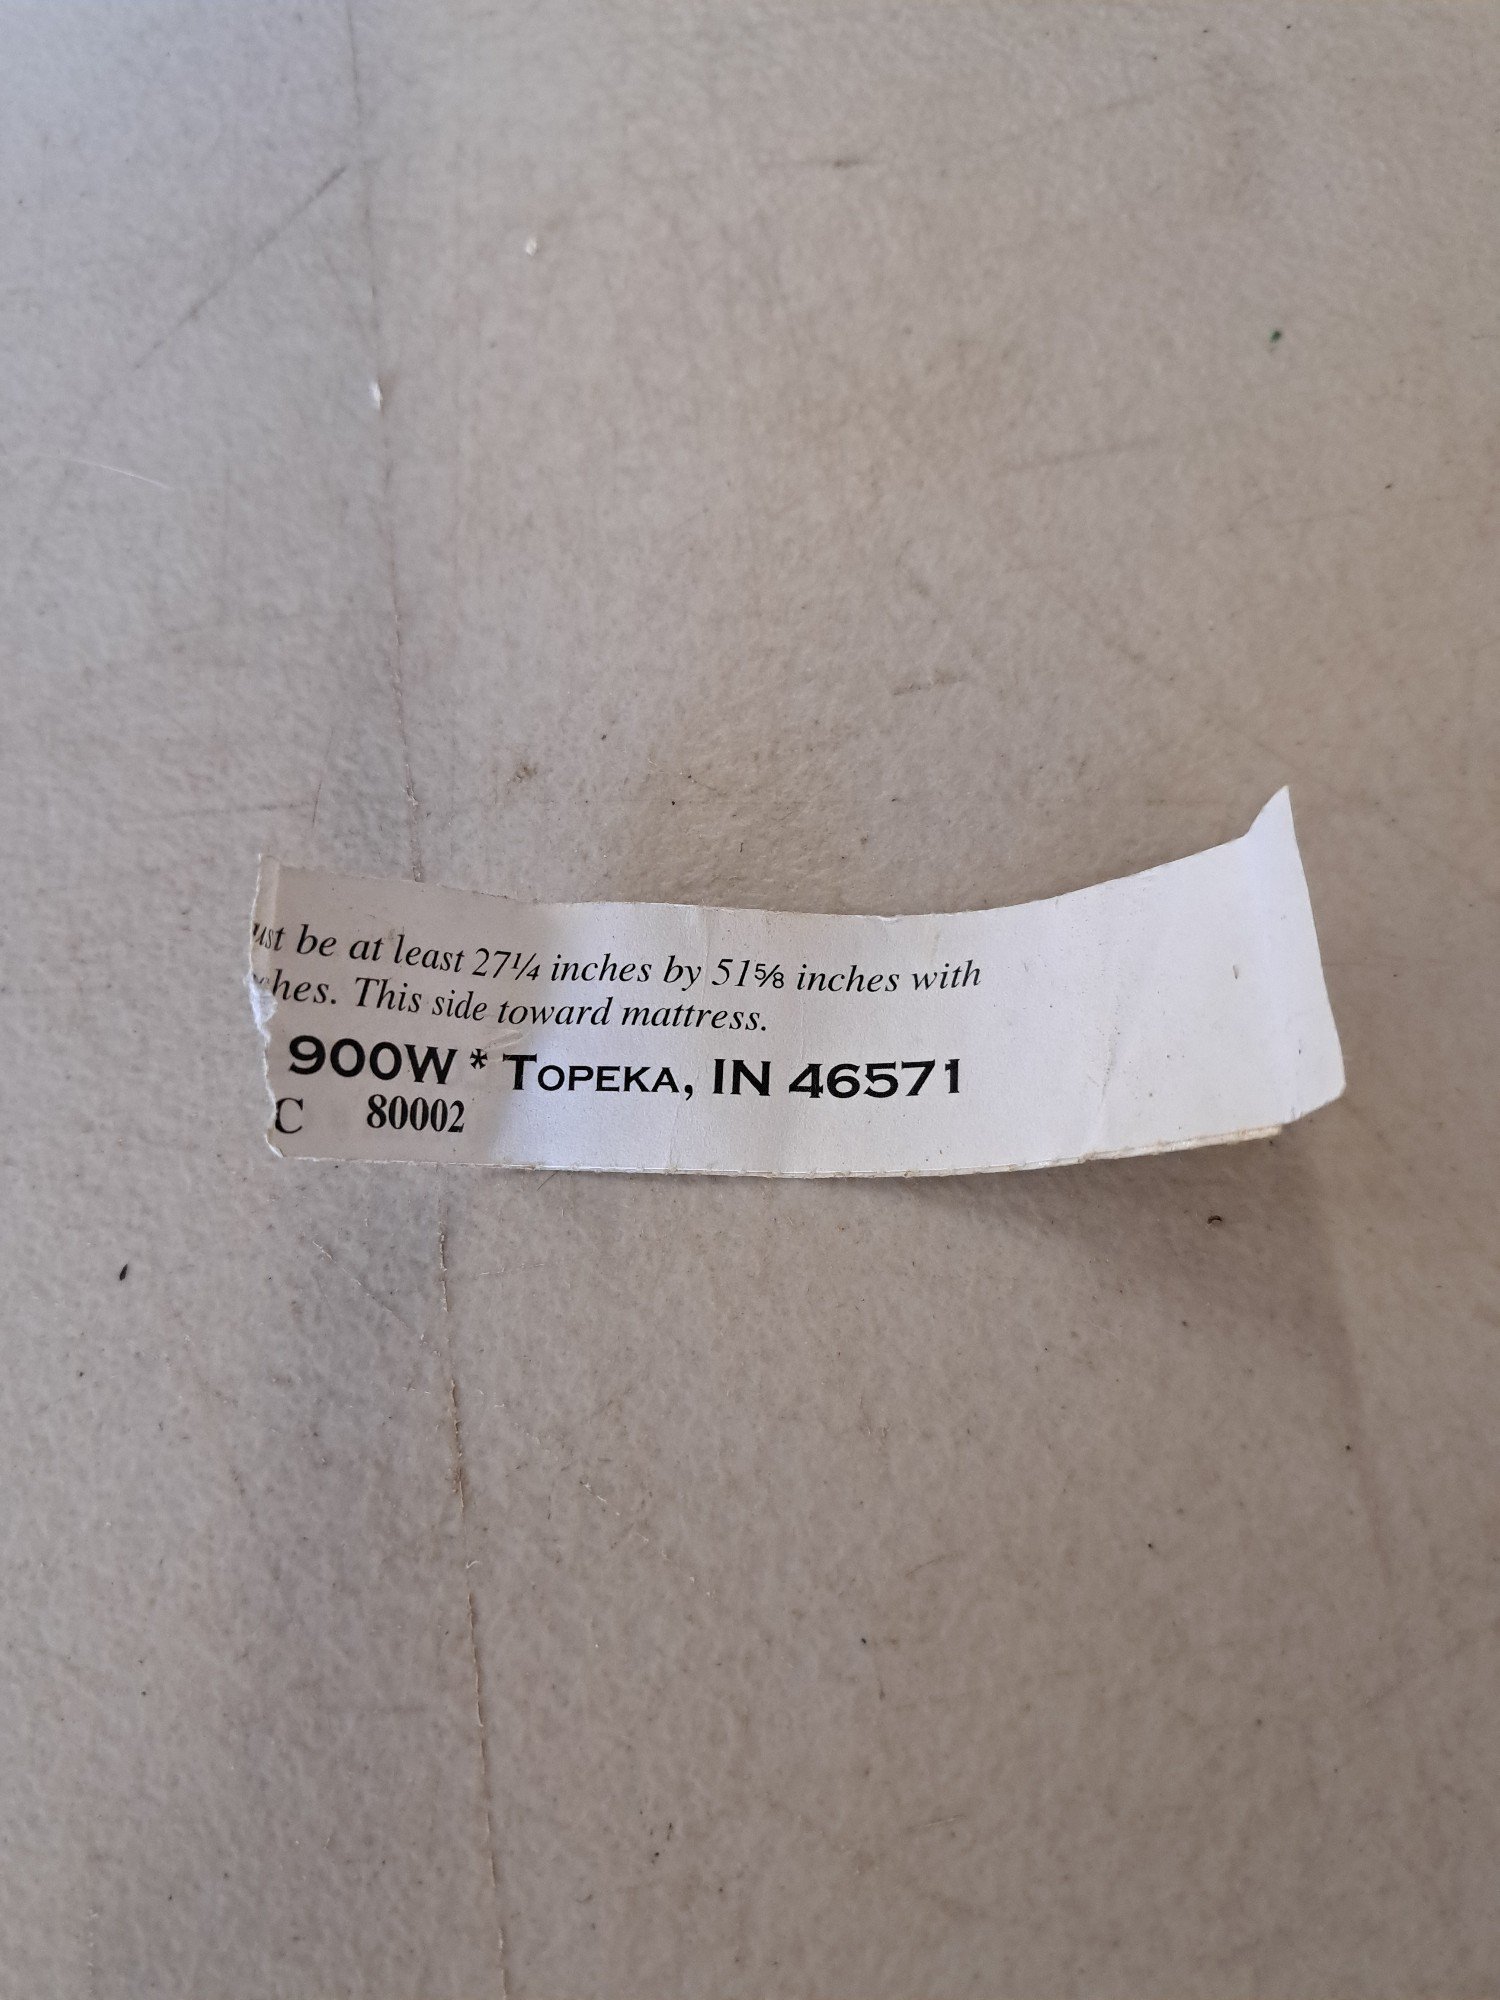 be at least 27¼ inches by 51⅝ inches with
This side toward mattress.
900W * TOPEKA, IN 46571
C 80002